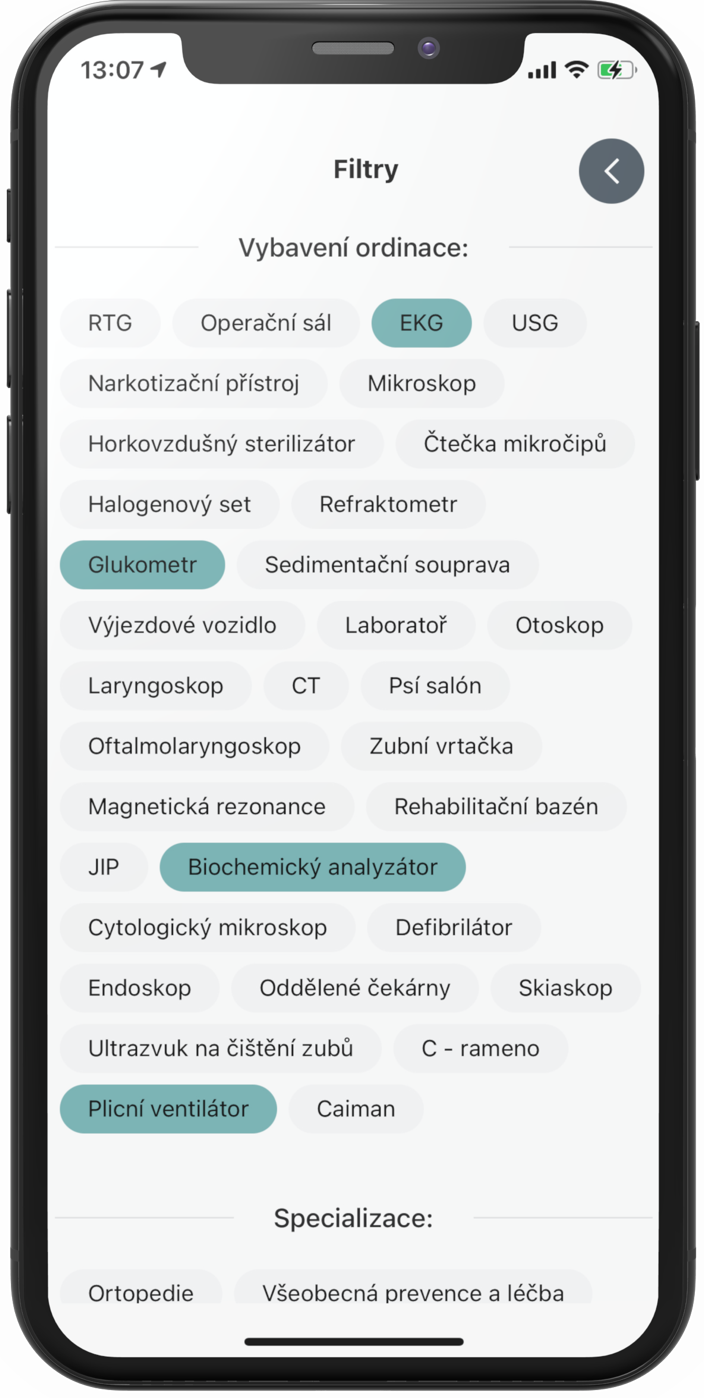 13:07
Filtry
Vybavení ordinace:
RTG Operační sál EKG USG
Narkotizační přístroj Mikroskop
Horkovzdušný sterilizátor Čtečka mikročipů
Halogenový set Refraktometr
Glukometr Sedimentační souprava
Výjezdové vozidlo Laboratoř Otoskop
Laryngoskop CT Psí salón
Oftalmolaryngoskop Zubní vrtačka
Magnetická rezonance Rehabilitační bazén
JIP Biochemický analyzátor
Cytologický mikroskop Defibrilátor
Endoskop Oddělené čekárny Skiaskop
Ultrazvuk na čištění zubů C - rameno
Plicní ventilátor Caiman
Specializace:
Ortopedie Všeobecná prevence a léčba